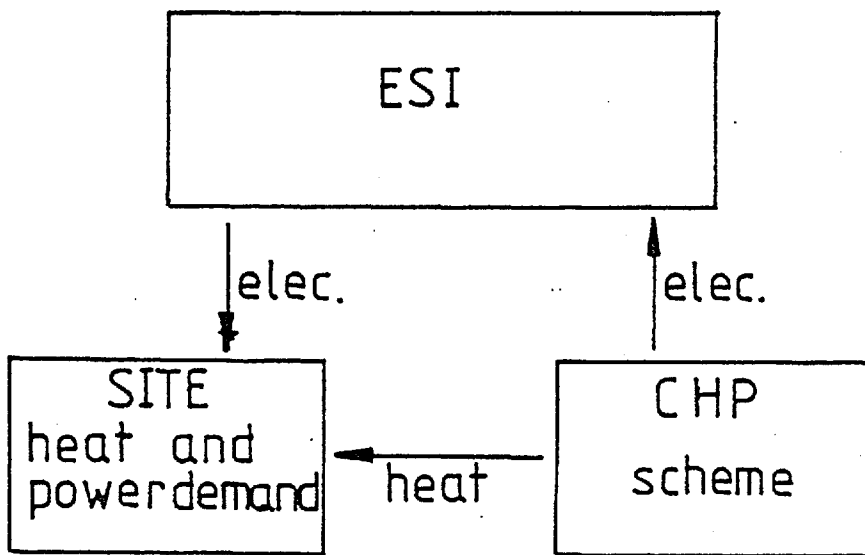 ESI
elec.
elec.
SITE
heat and
powerdemand
heat
CHP
scheme